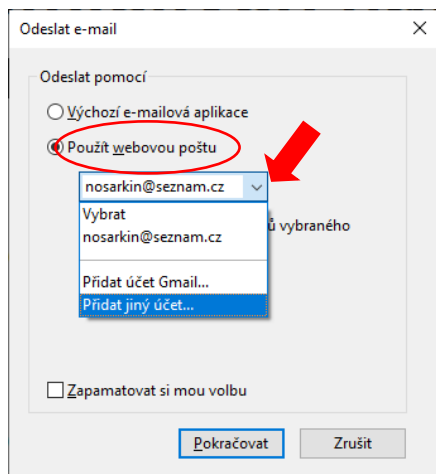 Odeslat e-mail
Odeslat pomocí
Výchozí e-mailová aplikace
Použít webovou poštu
nosarkin@seznam.cz
Vybrat
nosarkin@seznam.cz
ů vybraného
Přidat účet Gmail...
Přidat jiný účet...
Zapamatovat si mou volbu
Pokračovat Zrušit